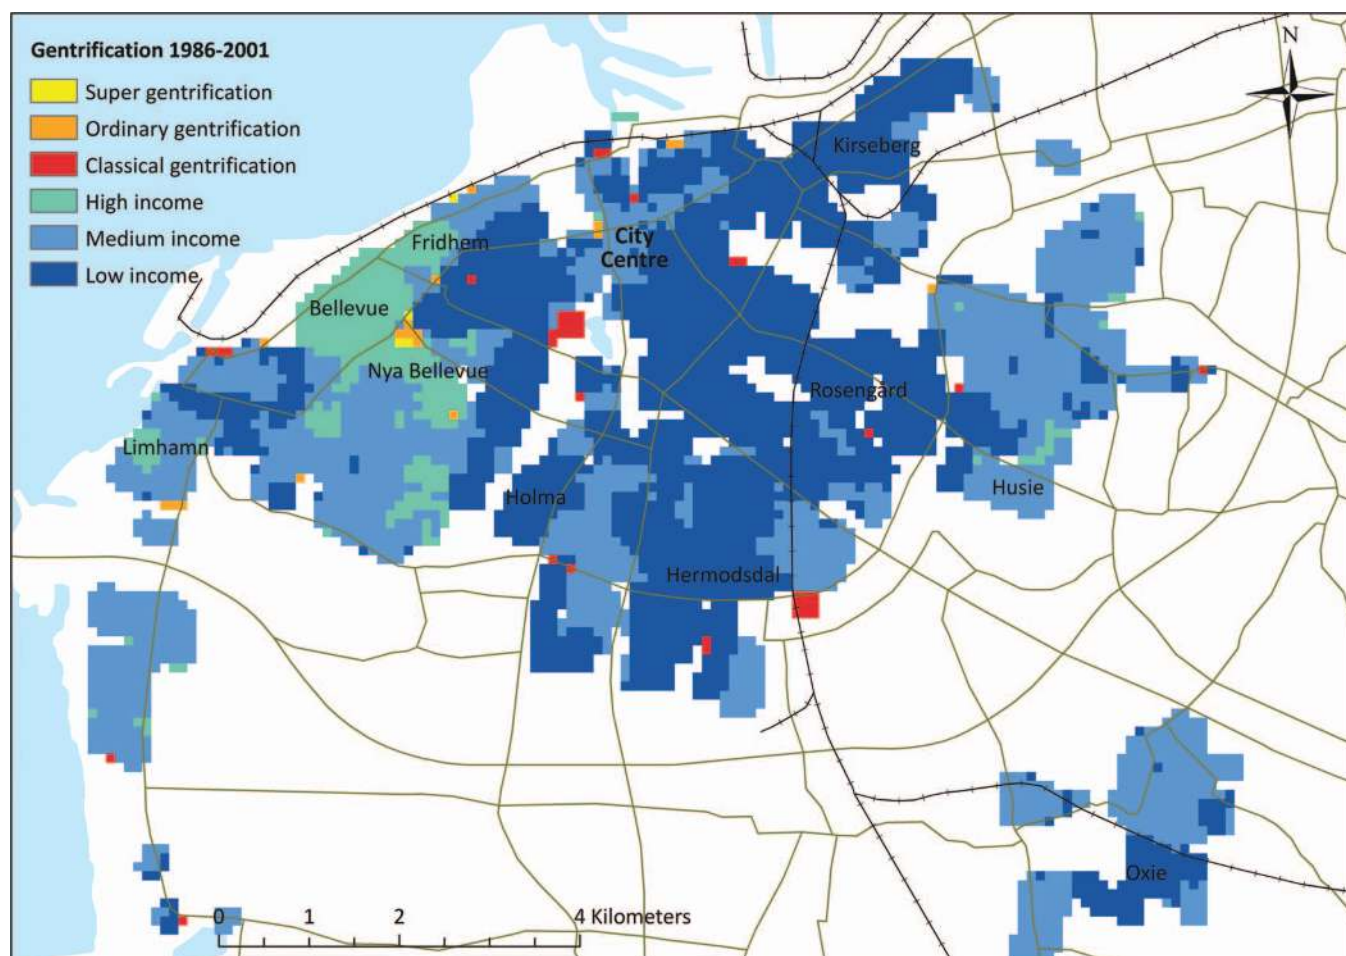 Gentrification 1986-2001
Super gentrification
Ordinary gentrification
Classical gentrification
High income
Medium income
Low income
N
Kirseberg
Fridhem
City
Centre
Bellevue
Nya Bellevue
Rosengård
Limhamn
Holma
Husie
Hermodsdal
Oxie
0 1 2 4 Kilometers